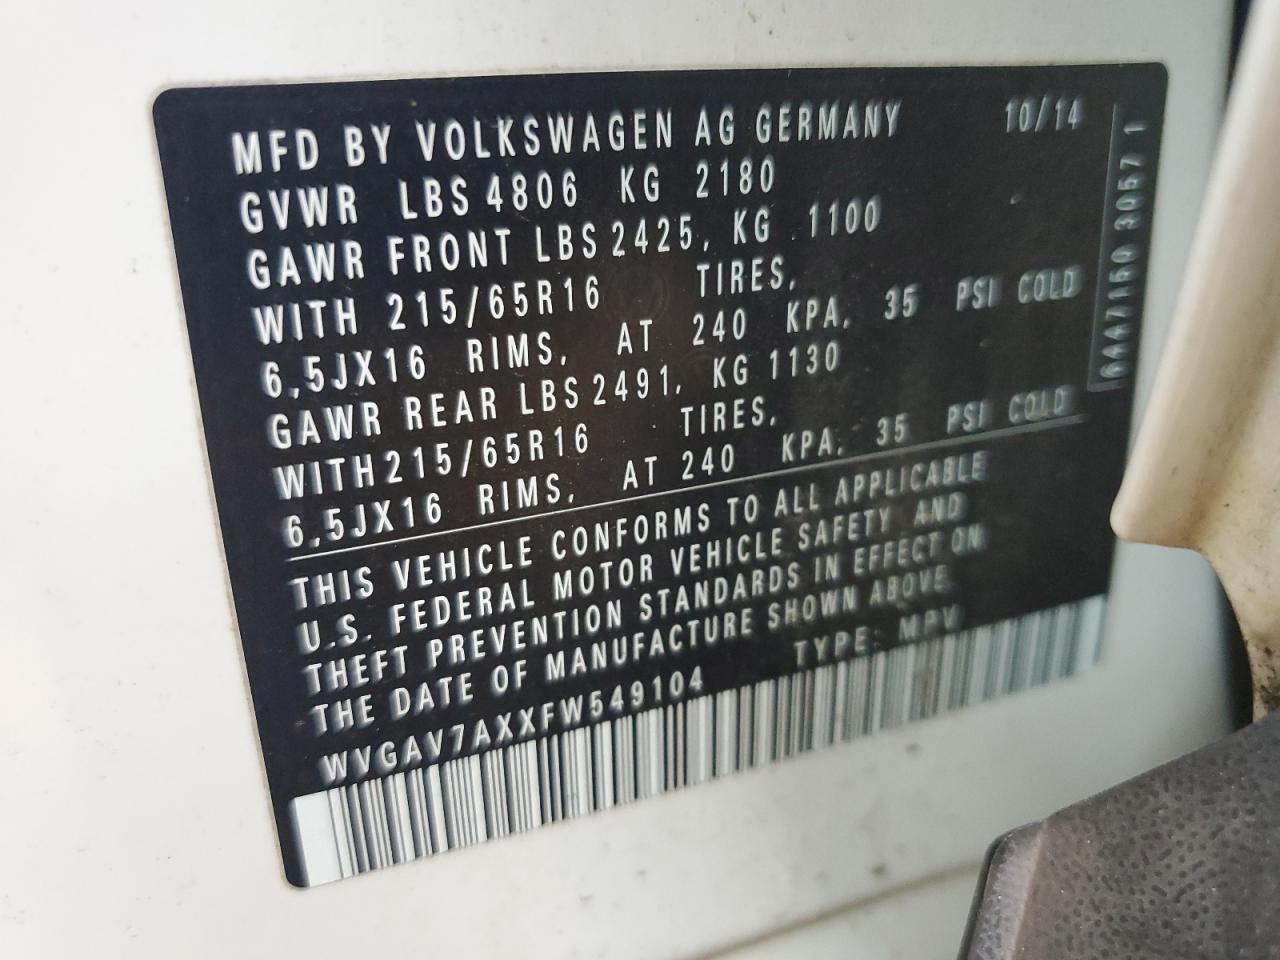 MFD BY VOLKSWAGEN AG GERMANY 10/14
GVWR LBS 4806 KG 2180
GAWR FRONT LBS 2425, KG 1100
WITH 215/65R16 TIRES,
6,5JX16 RIMS, AT 240 KPA, 35 PSI COLD
GAWR REAR LBS 2491, KG 1130
WITH 215/65R16 TIRES,
6,5JX16 RIMS, AT 240 KPA, 35 PSI COLD
THIS VEHICLE CONFORMS TO ALL APPLICABLE
U.S. FEDERAL MOTOR VEHICLE SAFETY AND
THEFT PREVENTION STANDARDS IN EFFECT ON
THE DATE OF MANUFACTURE SHOWN ABOVE
TYPE: MPV
WVGAV7AXXFW549104